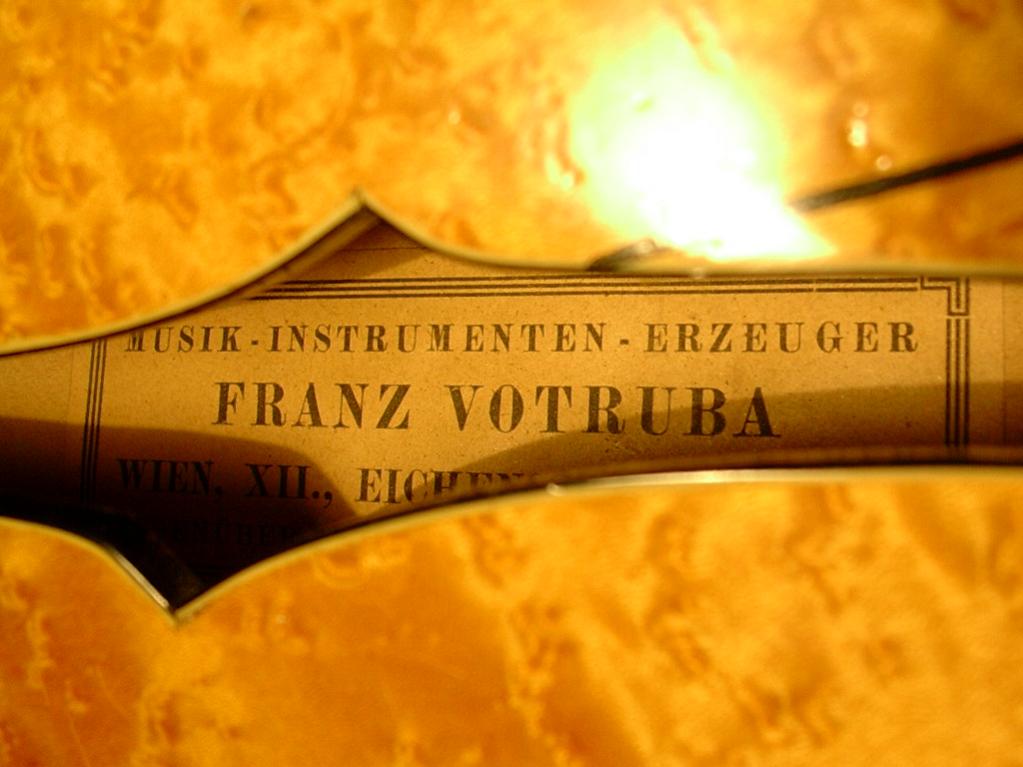 MUSIK-INSTRUMENTEN-ERZEUGER
FRANZ VOTRUBA
WIEN, XII.,